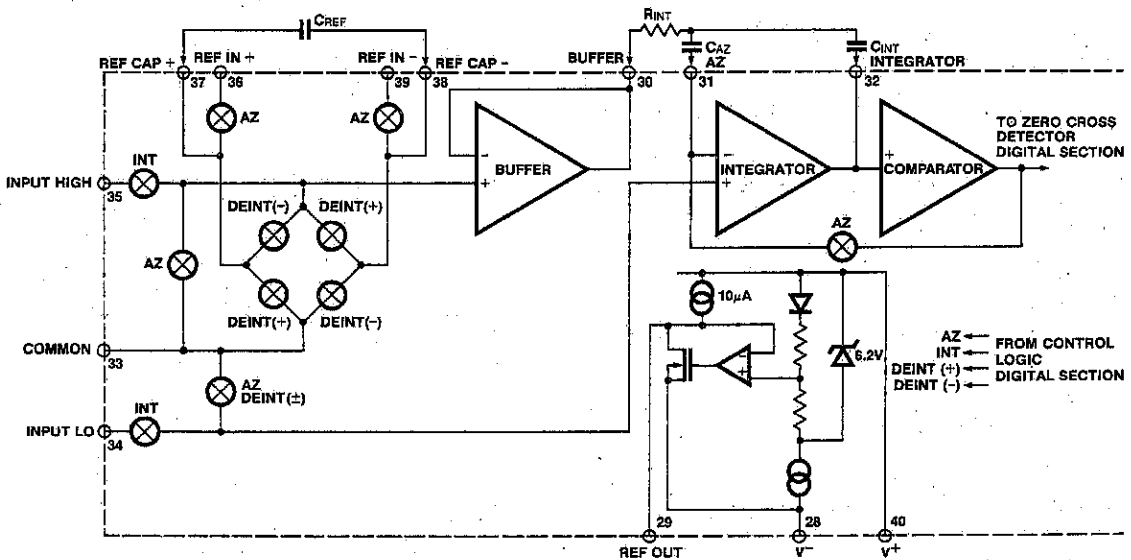 CREF
RINT
REF CAP + REF IN + REF IN - REF CAP - BUFFER CAZ AZ CINT INTEGRATOR
37 36 39 38 30 31 32
AZ AZ
TO ZERO CROSS
DETECTOR
DIGITAL SECTION
INT
- BUFFER +
- INTEGRATOR +
+ COMPARATOR
INPUT HIGH
35
DEINT(-) DEINT(+)
AZ
AZ
DEINT(+) DEINT(-)
10μA
6.2V
- +
COMMON
33
AZ
DEINT(±)
AZ
INT
DEINT (+)
DEINT (-)
FROM CONTROL
LOGIC
DIGITAL SECTION
INT
INPUT LO
34
29 28 40
REF OUT V- V+